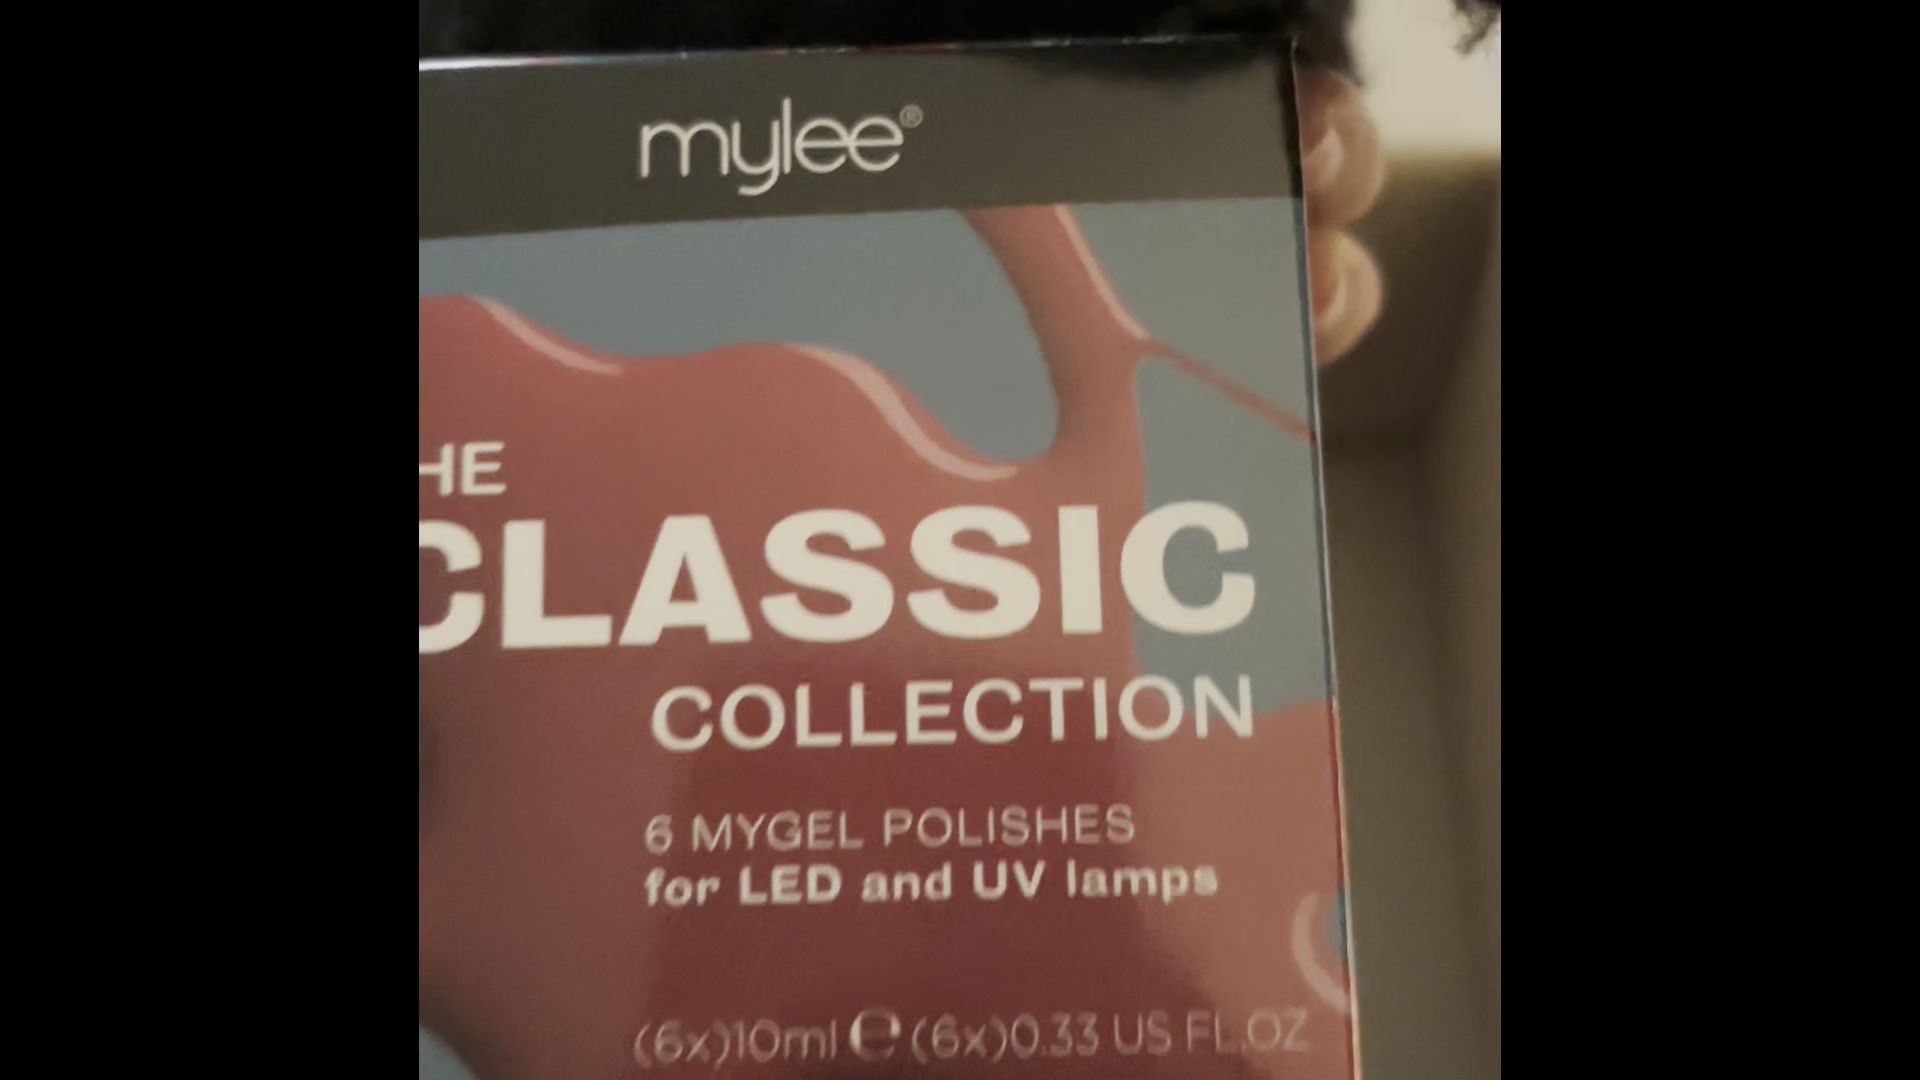 mylee®
HE
CLASSIC
COLLECTION
6 MYGEL POLISHES
for LED and UV lamps
(6x)10ml ℮ (6x)0.33 US FL.OZ